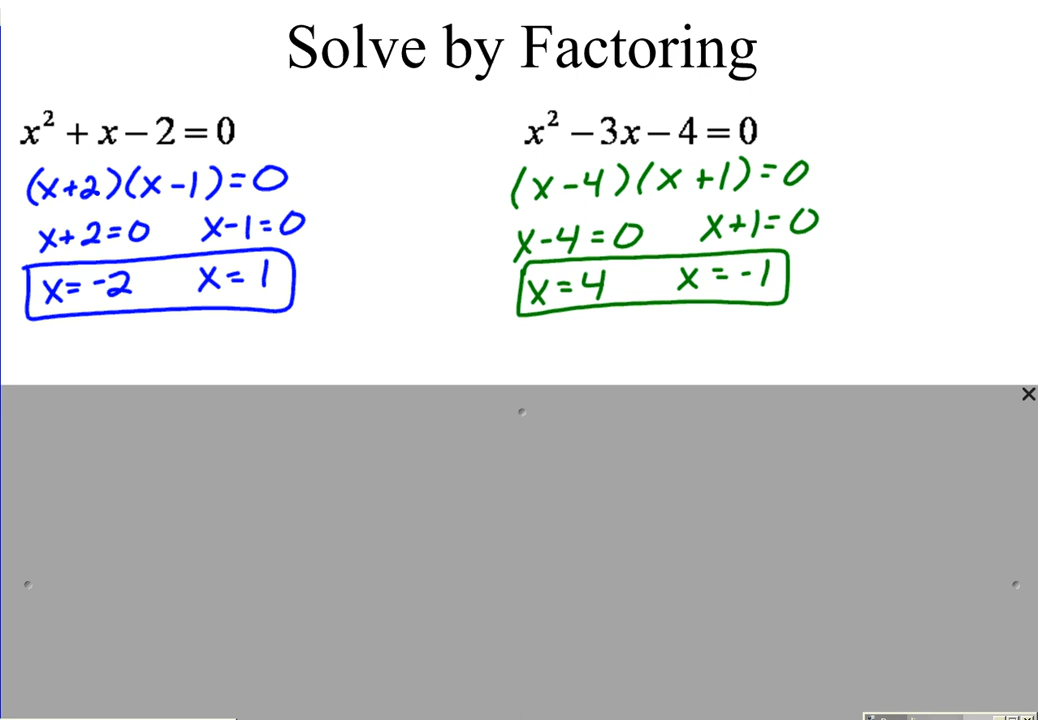 Solve by Factoring
x² + x − 2 = 0
(x+2)(x-1)=0
x+2=0 x-1=0
x=-2 x=1
x² − 3x − 4 = 0
(x-4)(x+1)=0
x-4=0 x+1=0
x=4 x=-1